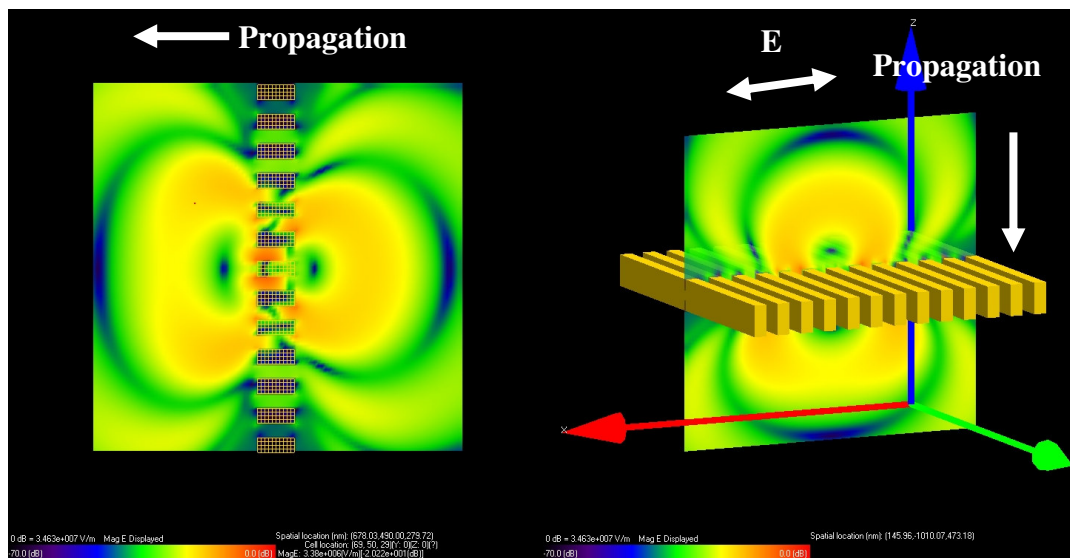 Propagation
E
Propagation
Z
X
0 dB = 3.463e+007 V/m Mag E Displayed
Spatial location (nm): (678.03,490.00,279.72)
Cell location: (69, 50, 29)[Y: 0][Z: 0](?)
-70.0 (dB) 0.0 (dB) MagE: 3.38e+006[V/m](-2.022e+001[dB])
0 dB = 3.463e+007 V/m Mag E Displayed
Spatial location (nm): (145.96,-1010.07,473.18)
-70.0 (dB) 0.0 (dB)